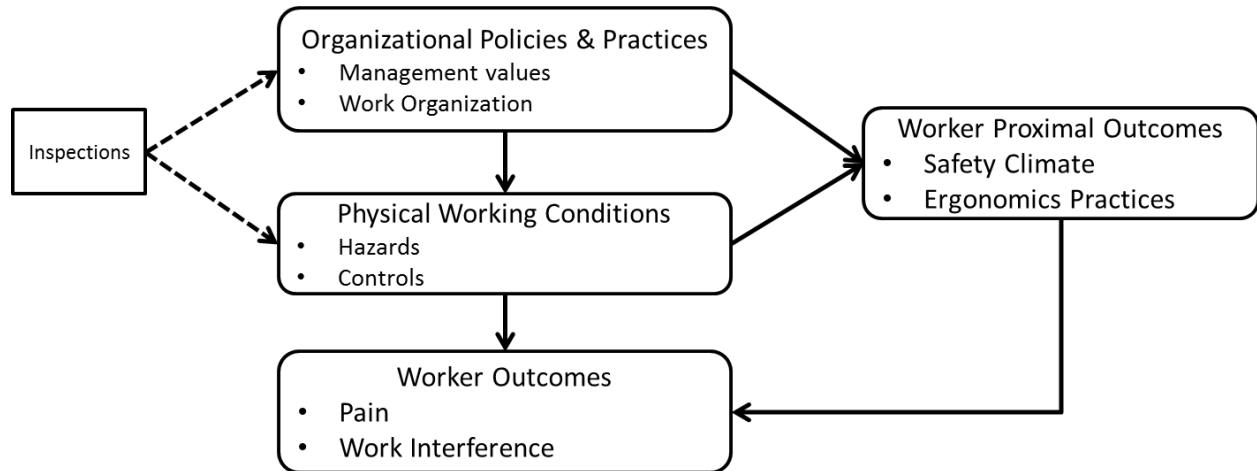 Organizational Policies & Practices
• Management values
• Work Organization
Inspections
Worker Proximal Outcomes
• Safety Climate
• Ergonomics Practices
Physical Working Conditions
• Hazards
• Controls
Worker Outcomes
• Pain
• Work Interference